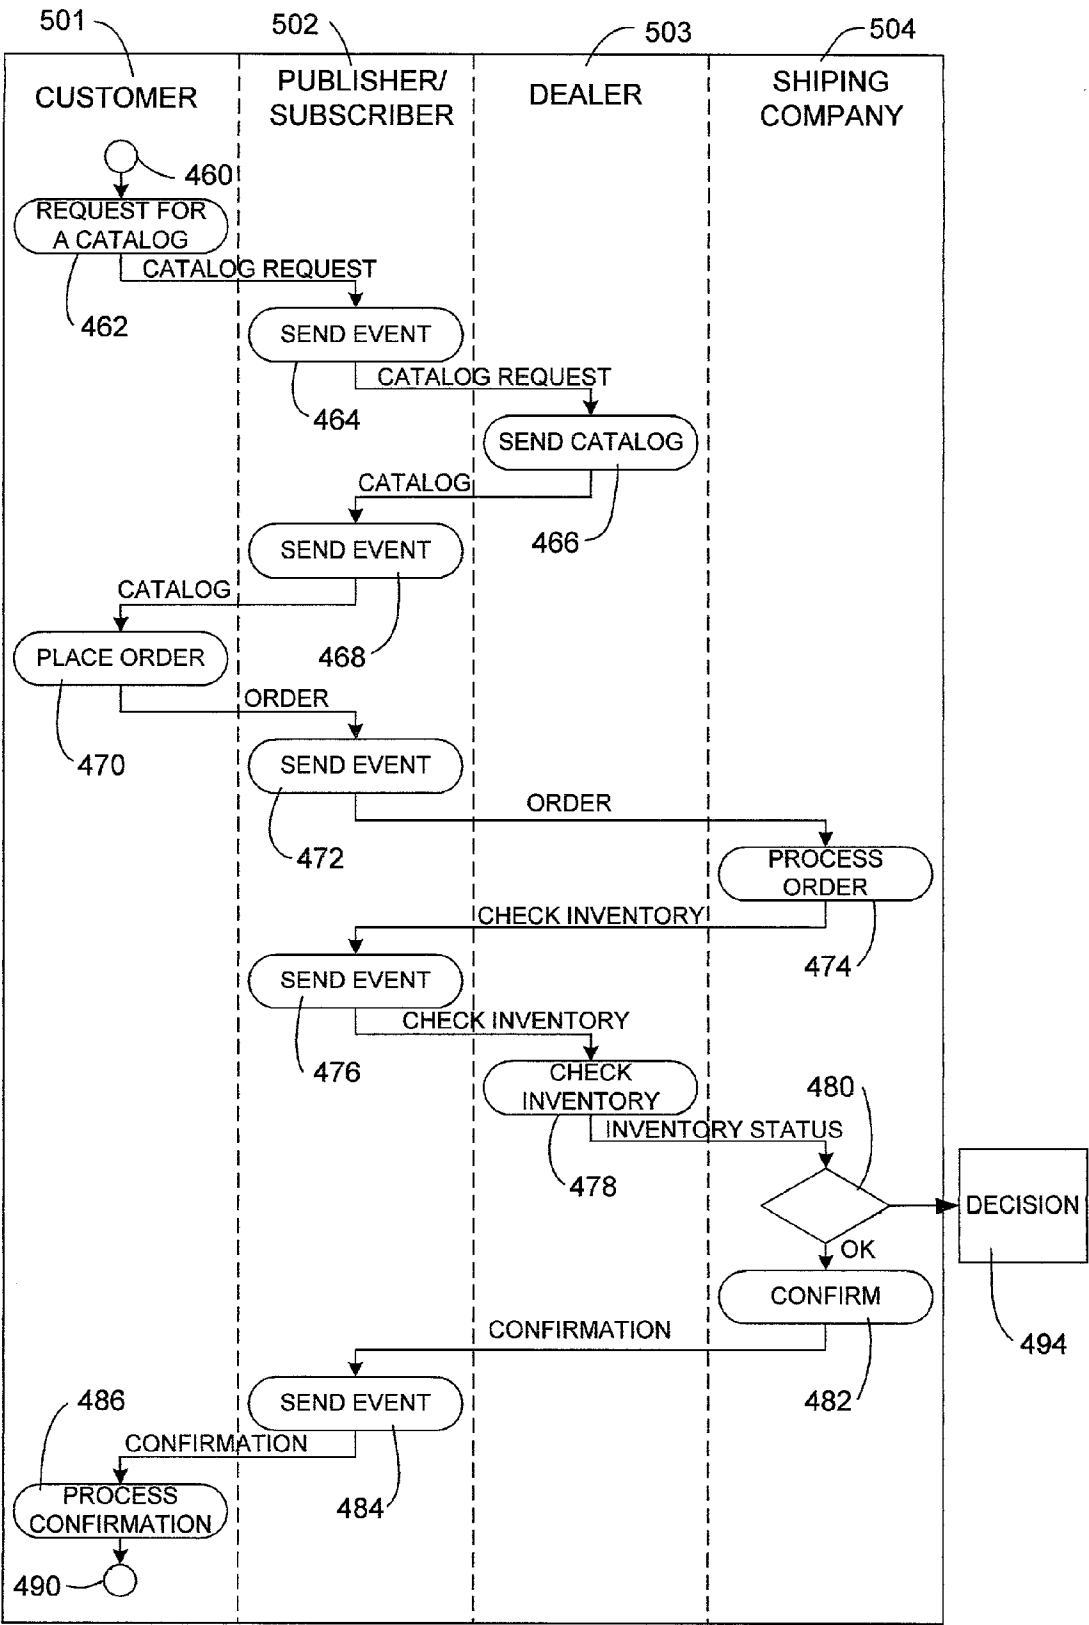 501
502
503
504
CUSTOMER
PUBLISHER/
SUBSCRIBER
DEALER
SHIPING
COMPANY
460
REQUEST FOR
A CATALOG
CATALOG REQUEST
462
SEND EVENT
CATALOG REQUEST
464
SEND CATALOG
CATALOG
466
SEND EVENT
CATALOG
468
PLACE ORDER
ORDER
470
SEND EVENT
ORDER
472
PROCESS
ORDER
CHECK INVENTORY
474
SEND EVENT
CHECK INVENTORY
476
CHECK
INVENTORY
480
INVENTORY STATUS
478
DECISION
OK
CONFIRM
494
CONFIRMATION
482
486
SEND EVENT
CONFIRMATION
484
PROCESS
CONFIRMATION
490